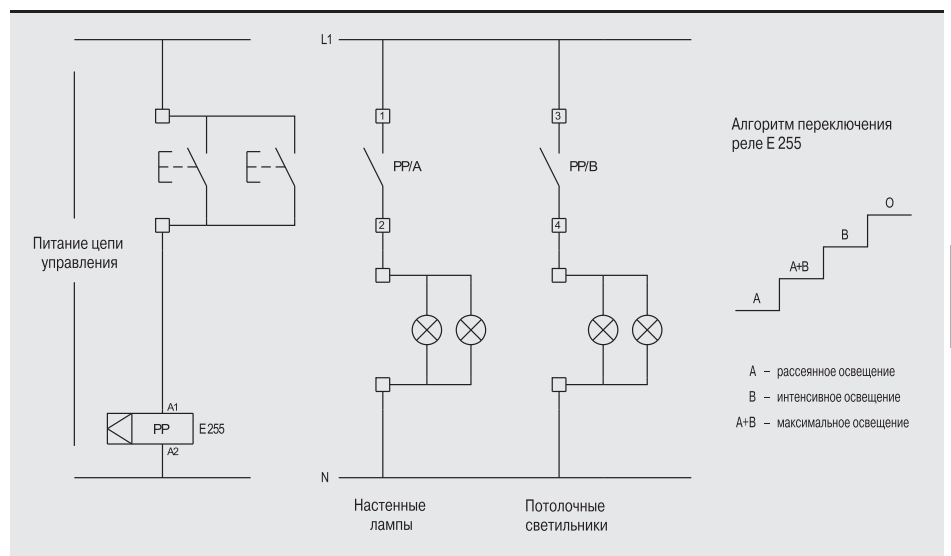 L1
Питание цепи
управления
A1
PP
E 255
A2
1
PP/A
2
3
PP/B
4
N
Настенные
лампы
Потолочные
светильники
Алгоритм переключения
реле E 255
A
A+B
B
O
A – рассеянное освещение
B – интенсивное освещение
A+B – максимальное освещение